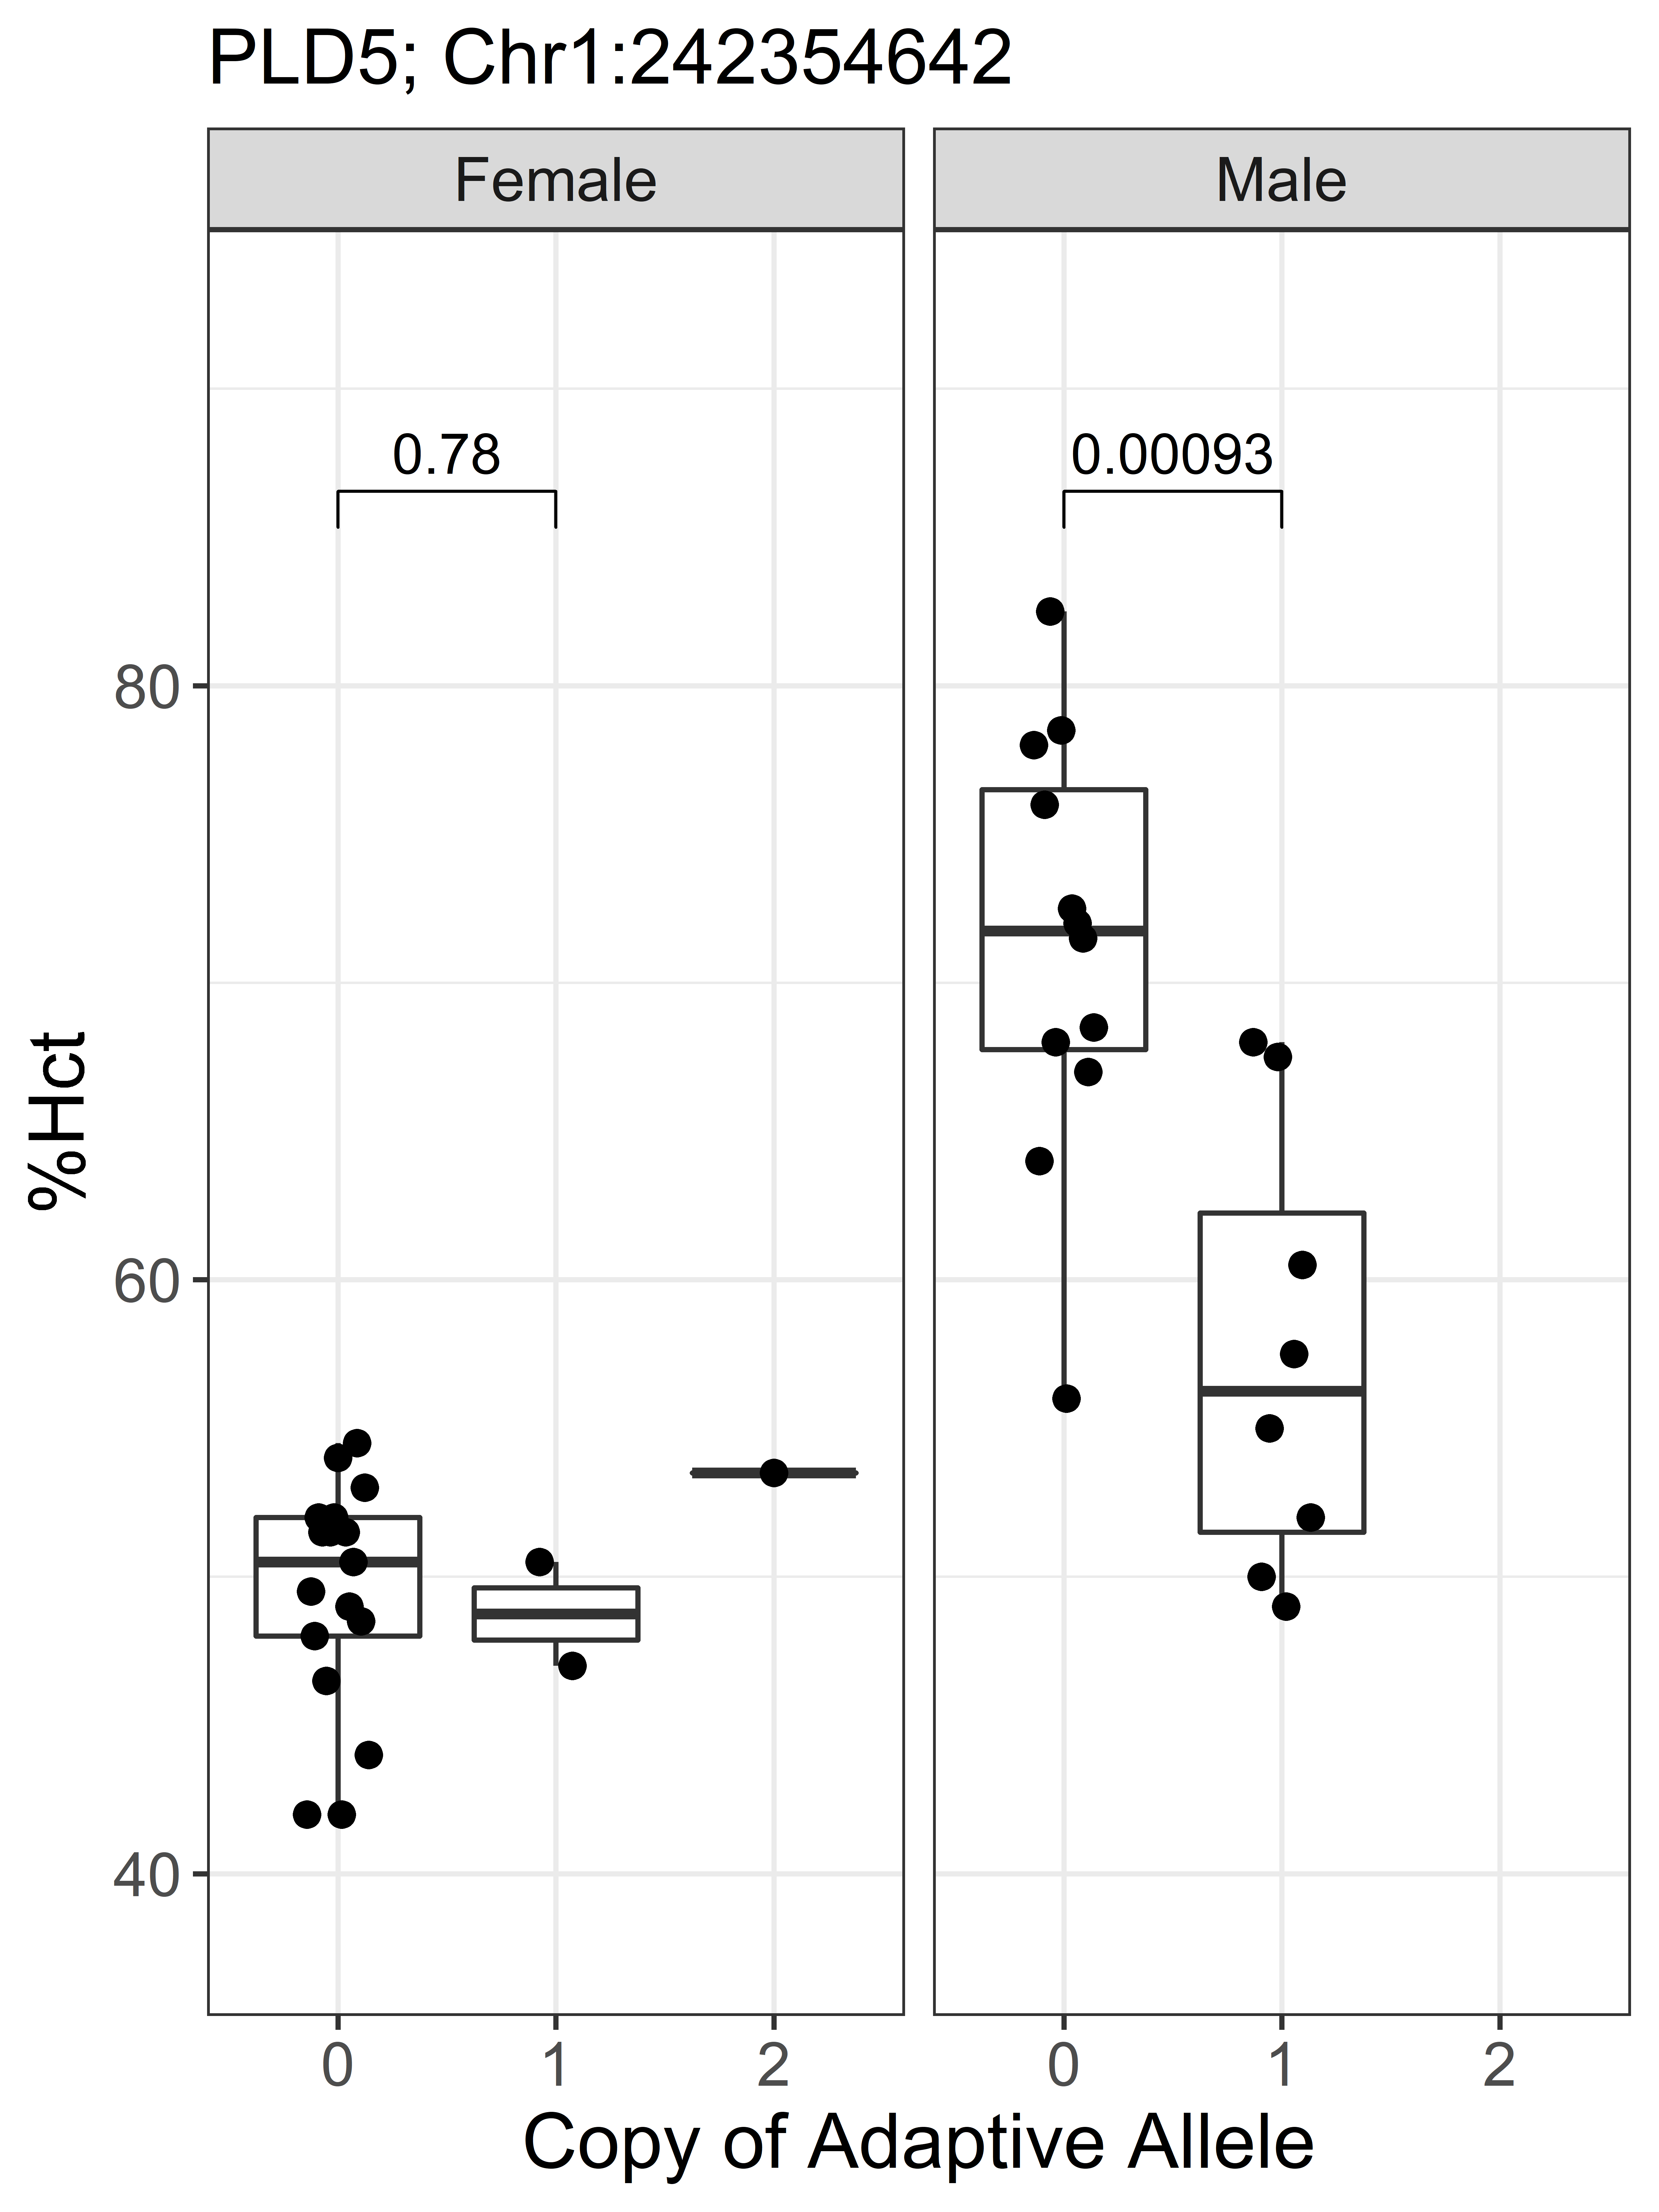 PLD5; Chr1:242354642
Female
Male
0.78
0.00093
80
60
40
%Hct
0 1 2
0 1 2
Copy of Adaptive Allele